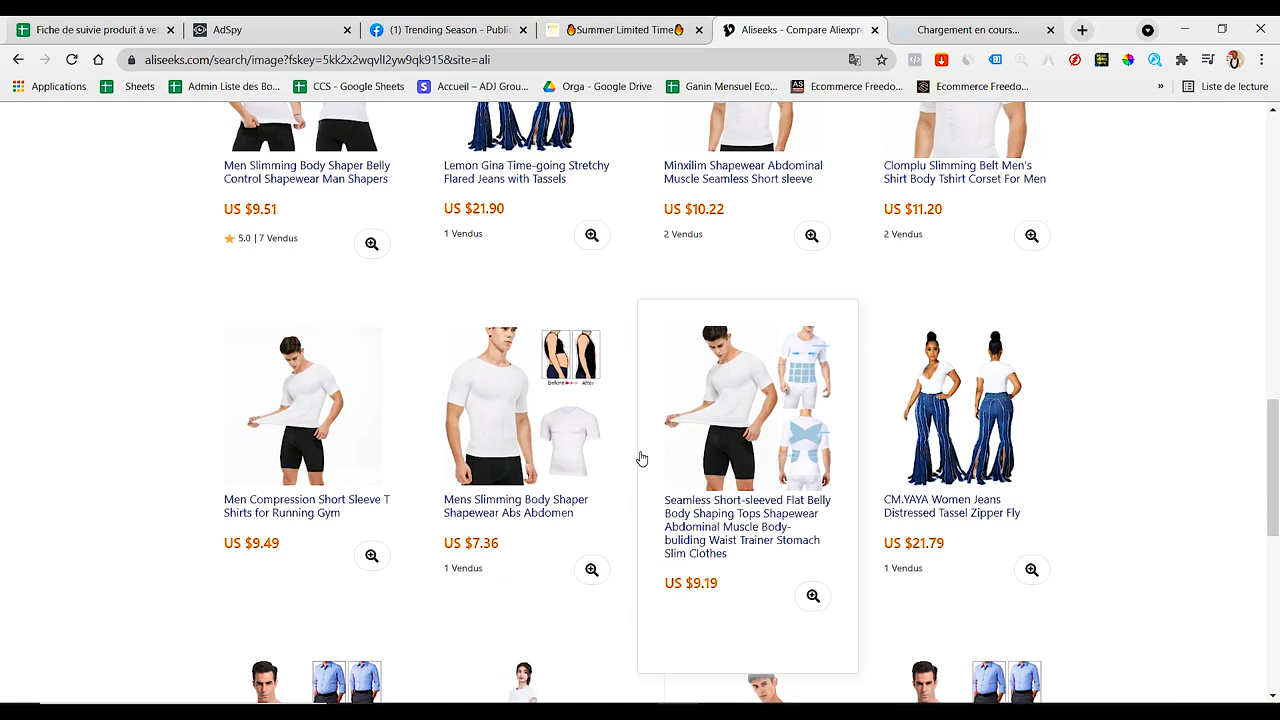 Fiche de suivie produit à ve
AdSpy
(1) Trending Season - Public
🔥Summer Limited Time🔥
Aliseeks - Compare Aliexpre
Chargement en cours...
aliseeks.com/search/image?fskey=5kk2x2wqvll2yi9qk515&site=ali
Applications
Sheets
Admin Liste des Bo...
CCS - Google Sheets
Accueil – ADJ Grou...
Orga - Google Drive
Ganin Mensuel Eco...
Ecommerce Freedo...
Ecommerce Freedo...
»
Liste de lecture
Men Slimming Body Shaper Belly
Control Shapewear Man Shapers
US $9.51
5.0 | 7 Vendus
Lemon Gina Time-going Stretchy
Flared Jeans with Tassels
US $21.90
1 Vendus
Minxilim Shapewear Abdominal
Muscle Seamless Short sleeve
US $10.22
2 Vendus
Clomplu Slimming Belt Men's
Shirt Body Tshirt Corset For Men
US $11.20
2 Vendus
Men Compression Short Sleeve T
Shirts for Running Gym
US $9.49
Before
After
Mens Slimming Body Shaper
Shapewear Abs Abdomen
US $7.36
1 Vendus
Seamless Short-sleeved Flat Belly
Body Shaping Tops Shapewear
Abdominal Muscle Body-
buliding Waist Trainer Stomach
Slim Clothes
US $9.19
CM.YAYA Women Jeans
Distressed Tassel Zipper Fly
US $21.79
1 Vendus